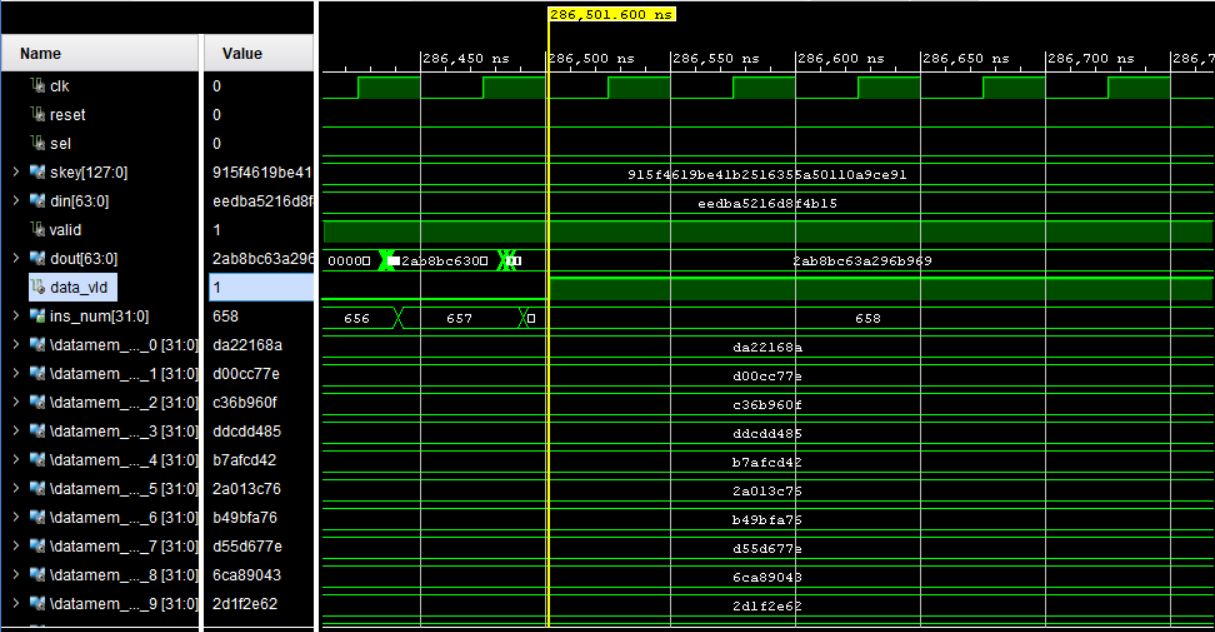 286,501.600 ns
Name Value
286,450 ns 286,500 ns 286,550 ns 286,600 ns 286,650 ns 286,700 ns 286,7
clk 0
reset 0
sel 0
skey[127:0] 915f4619be41 915f4619be41b2516355a50110a9ce91
din[63:0] eedba5216d8f eedba5216d8f4b15
valid 1
dout[63:0] 2ab8bc63a296 0000 2ab8bc630 2ab8bc63a296b969
data_vld 1
ins_num[31:0] 658 656 657 658
\datamem_..._0 [31:0] da22168a da22168a
\datamem_..._1 [31:0] d00cc77e d00cc77e
\datamem_..._2 [31:0] c36b960f c36b960f
\datamem_..._3 [31:0] ddcdd485 ddcdd485
\datamem_..._4 [31:0] b7afcd42 b7afcd42
\datamem_..._5 [31:0] 2a013c76 2a013c76
\datamem_..._6 [31:0] b49bfa76 b49bfa76
\datamem_..._7 [31:0] d55d677e d55d677e
\datamem_..._8 [31:0] 6ca89043 6ca89043
\datamem_..._9 [31:0] 2d1f2e62 2d1f2e62